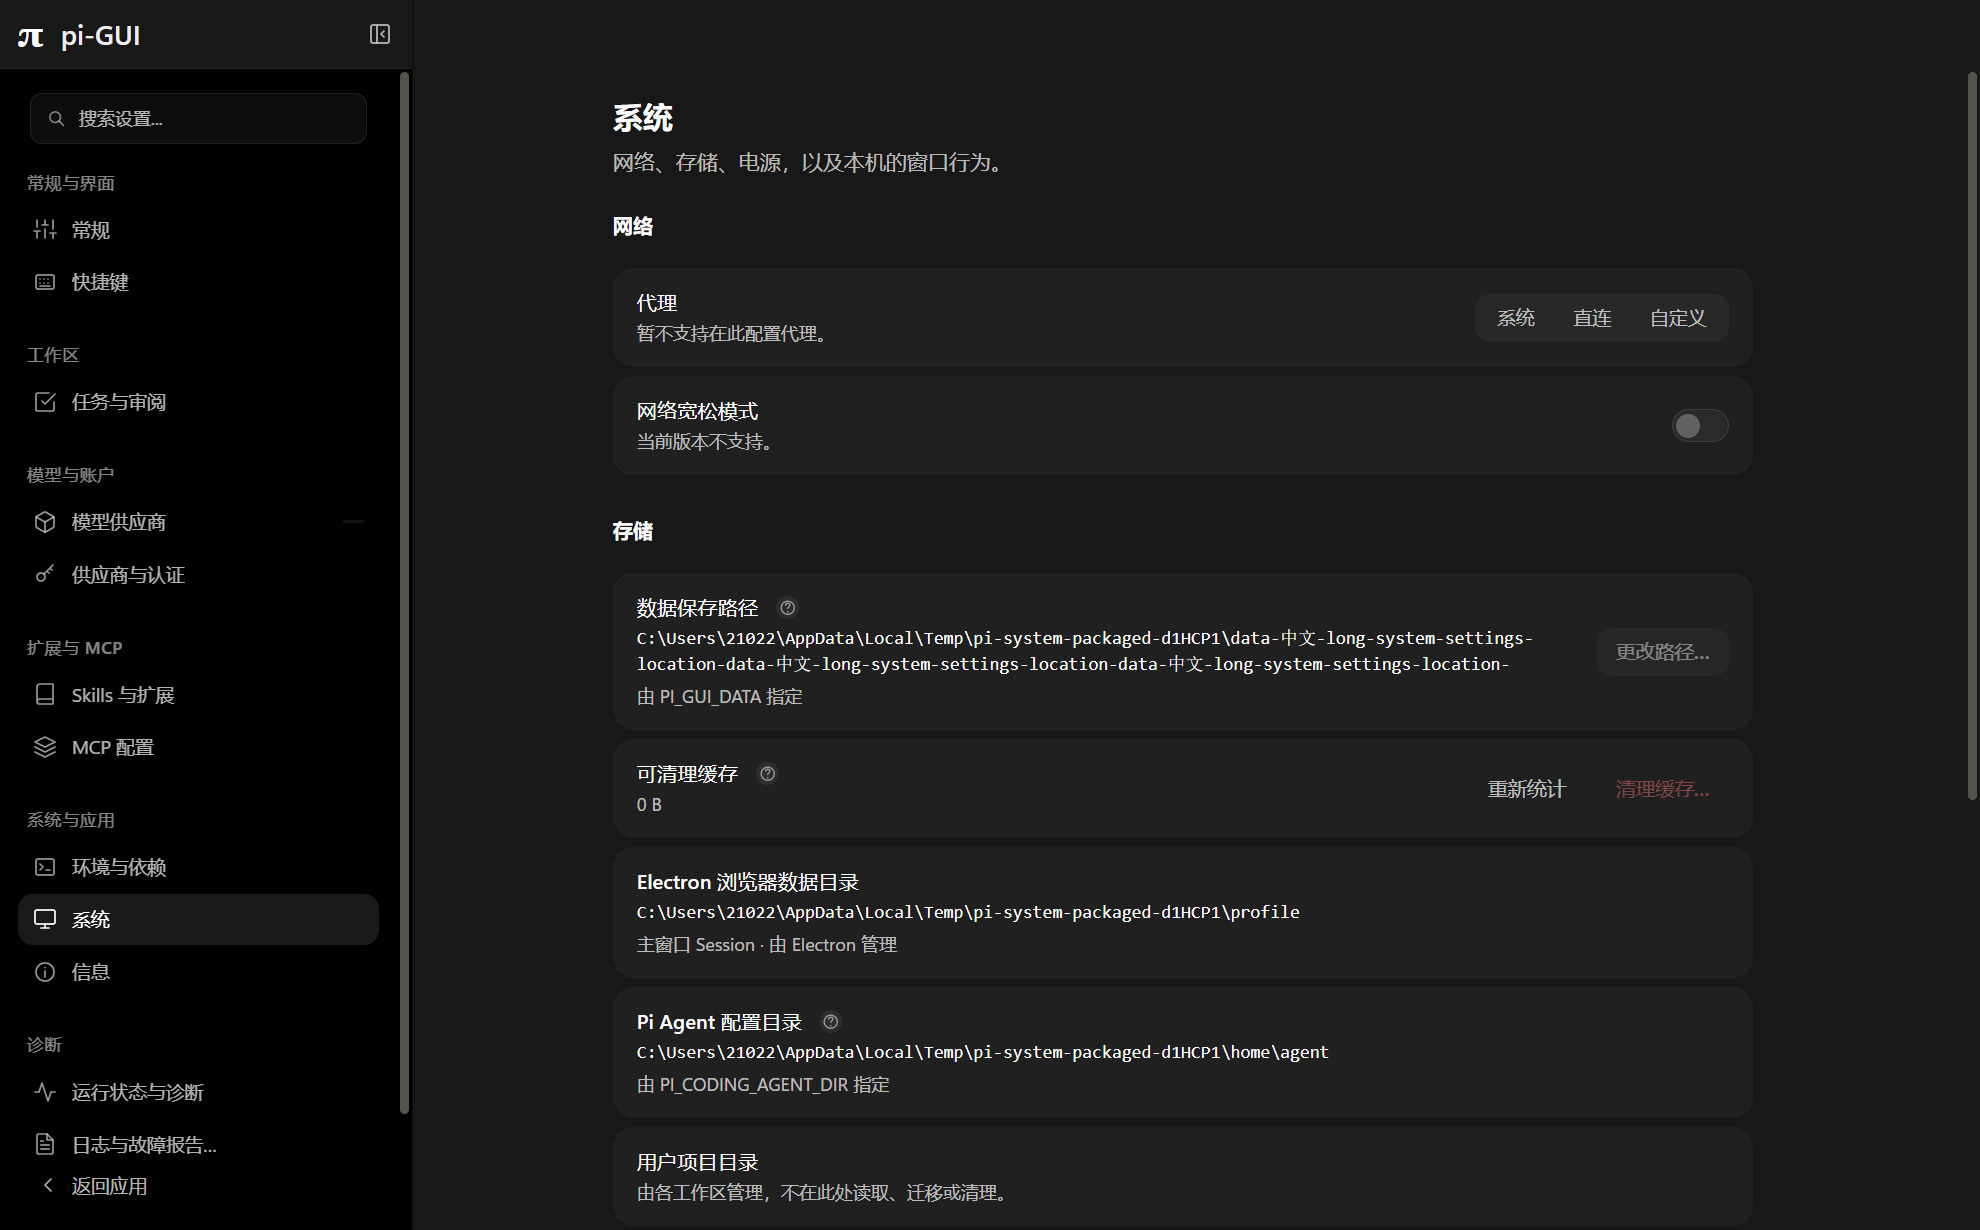 π pi-GUI
搜索设置...
常规与界面
常规
快捷键
工作区
任务与审阅
模型与账户
模型供应商
供应商与认证
扩展与 MCP
Skills 与扩展
MCP 配置
系统与应用
环境与依赖
系统
信息
诊断
运行状态与诊断
日志与故障报告...
返回应用
系统
网络、存储、电源，以及本机的窗口行为。
网络
代理
暂不支持在此配置代理。
系统 直连 自定义
网络宽松模式
当前版本不支持。
存储
数据保存路径
C:\Users\21022\AppData\Local\Temp\pi-system-packaged-d1HCP1\data-中文-long-system-settings-
location-data-中文-long-system-settings-location-data-中文-long-system-settings-location-
由 PI_GUI_DATA 指定
更改路径...
可清理缓存
0 B
重新统计 清理缓存...
Electron 浏览器数据目录
C:\Users\21022\AppData\Local\Temp\pi-system-packaged-d1HCP1\profile
主窗口 Session · 由 Electron 管理
Pi Agent 配置目录
C:\Users\21022\AppData\Local\Temp\pi-system-packaged-d1HCP1\home\agent
由 PI_CODING_AGENT_DIR 指定
用户项目目录
由各工作区管理，不在此处读取、迁移或清理。